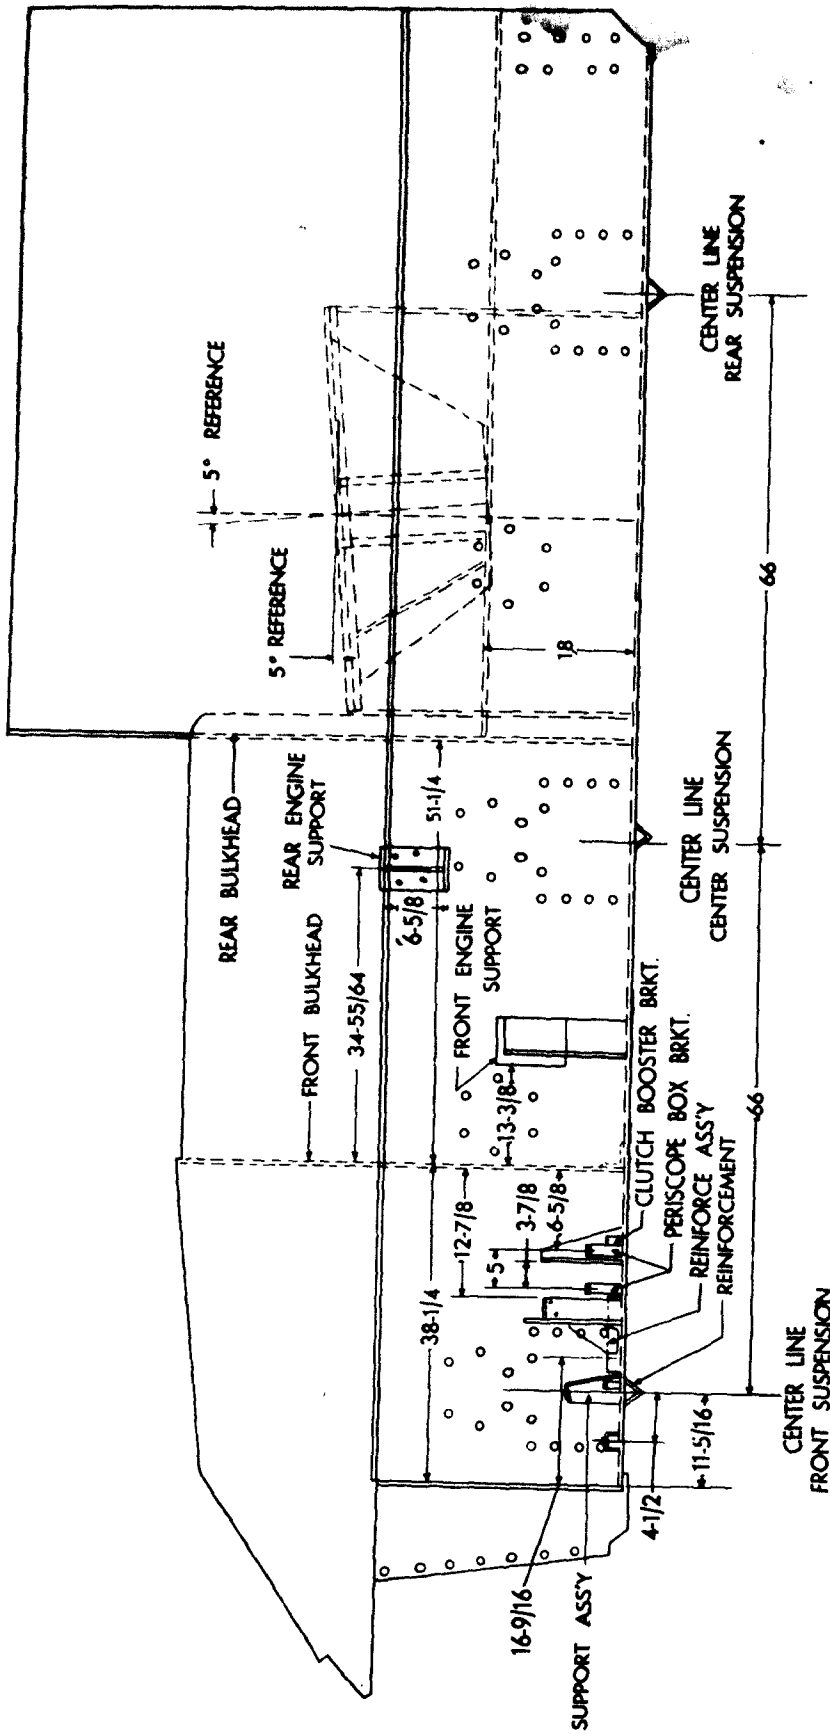 5° REFERENCE
5° REFERENCE
REAR BULKHEAD
REAR ENGINE
SUPPORT
FRONT BULKHEAD
34-55/64
6-5/8
51-1/4
18
FRONT ENGINE
SUPPORT
13-3/8
38-1/4
12-7/8
5
3-7/8
6-5/8
CLUTCH BOOSTER BRKT.
PERISCOPE BOX BRKT.
REINFORCE ASS'Y
REINFORCEMENT
16-9/16
SUPPORT ASS'Y
4-1/2
11-5/16
66
66
CENTER LINE
FRONT SUSPENSION
CENTER LINE
CENTER SUSPENSION
CENTER LINE
REAR SUSPENSION